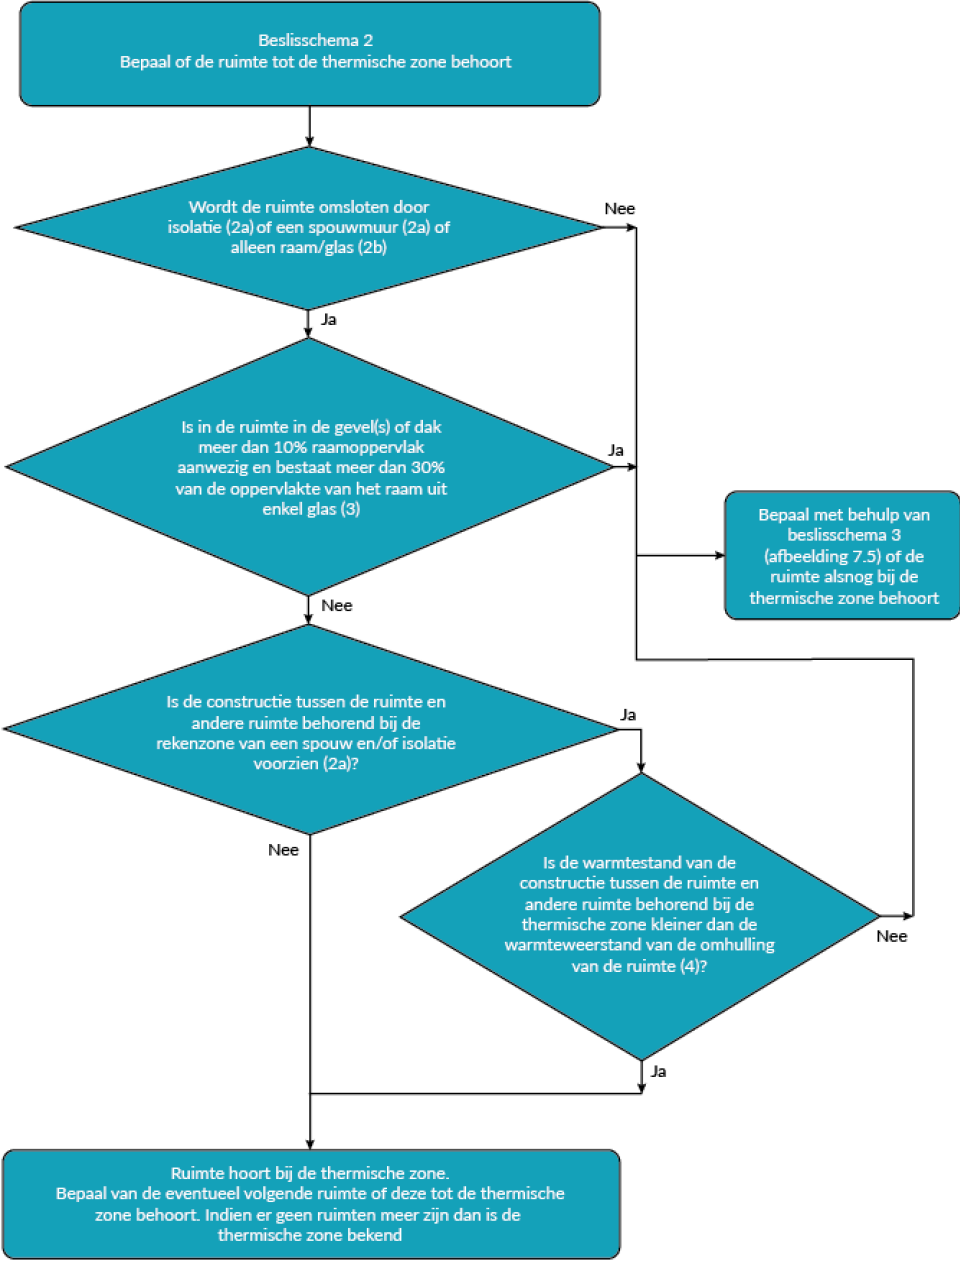 Beslisschema 2
Bepaal of de ruimte tot de thermische zone behoort
Wordt de ruimte omsloten door
isolatie (2a) of een spouwmuur (2a) of
alleen raam/glas (2b)
Nee
Ja
Is in de ruimte in de gevel(s) of dak
meer dan 10% raamoppervlak
aanwezig en bestaat meer dan 30%
van de oppervlakte van het raam uit
enkel glas (3)
Ja
Nee
Bepaal met behulp van
beslisschema 3
(afbeelding 7.5) of de
ruimte alsnog bij de
thermische zone behoort
Is de constructie tussen de ruimte en
andere ruimte behorend bij de
rekenzone van een spouw en/of isolatie
voorzien (2a)?
Ja
Nee
Is de warmtestand van de
constructie tussen de ruimte en
andere ruimte behorend bij de
thermische zone kleiner dan de
warmteweerstand van de omhulling
van de ruimte (4)?
Nee
Ja
Ruimte hoort bij de thermische zone.
Bepaal van de eventueel volgende ruimte of deze tot de thermische
zone behoort. Indien er geen ruimten meer zijn dan is de
thermische zone bekend